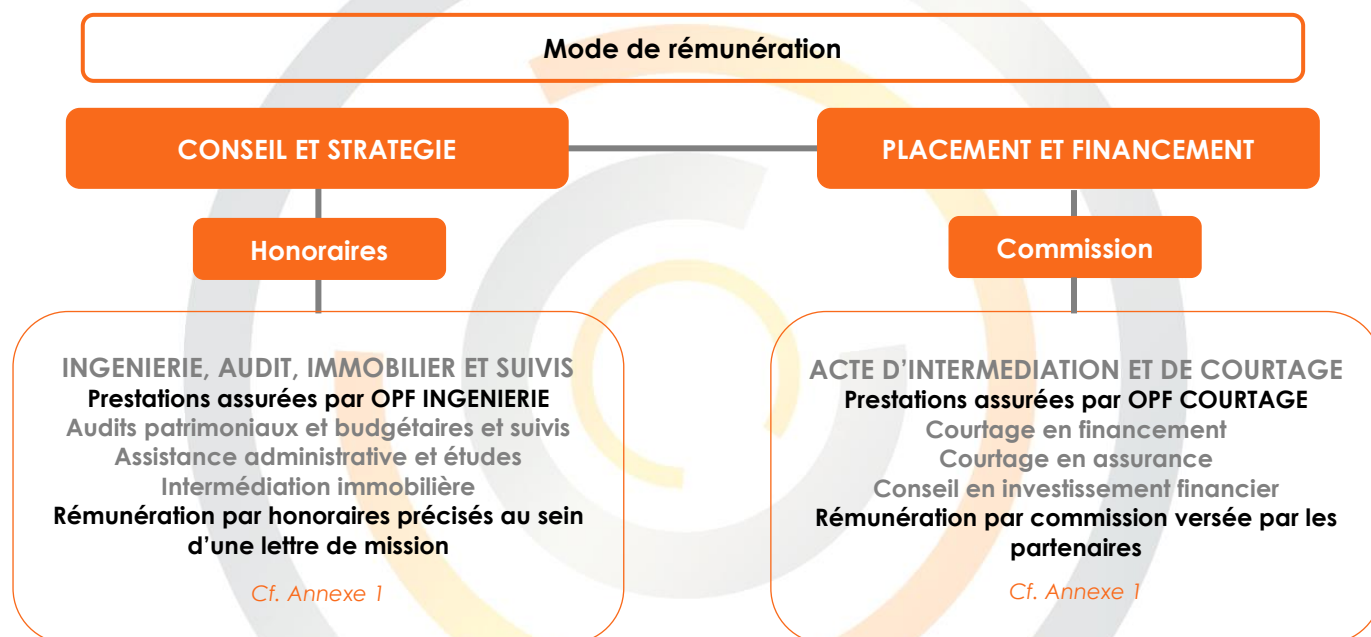 Mode de rémunération
CONSEIL ET STRATEGIE
PLACEMENT ET FINANCEMENT
Honoraires
Commission
INGENIERIE, AUDIT, IMMOBILIER ET SUIVIS
Prestations assurées par OPF INGENIERIE
Audits patrimoniaux et budgétaires et suivis
Assistance administrative et études
Intermédiation immobilière
Rémunération par honoraires précisés au sein
d'une lettre de mission
Cf. Annexe 1
ACTE D'INTERMEDIATION ET DE COURTAGE
Prestations assurées par OPF COURTAGE
Courtage en financement
Courtage en assurance
Conseil en investissement financier
Rémunération par commission versée par les
partenaires
Cf. Annexe 1